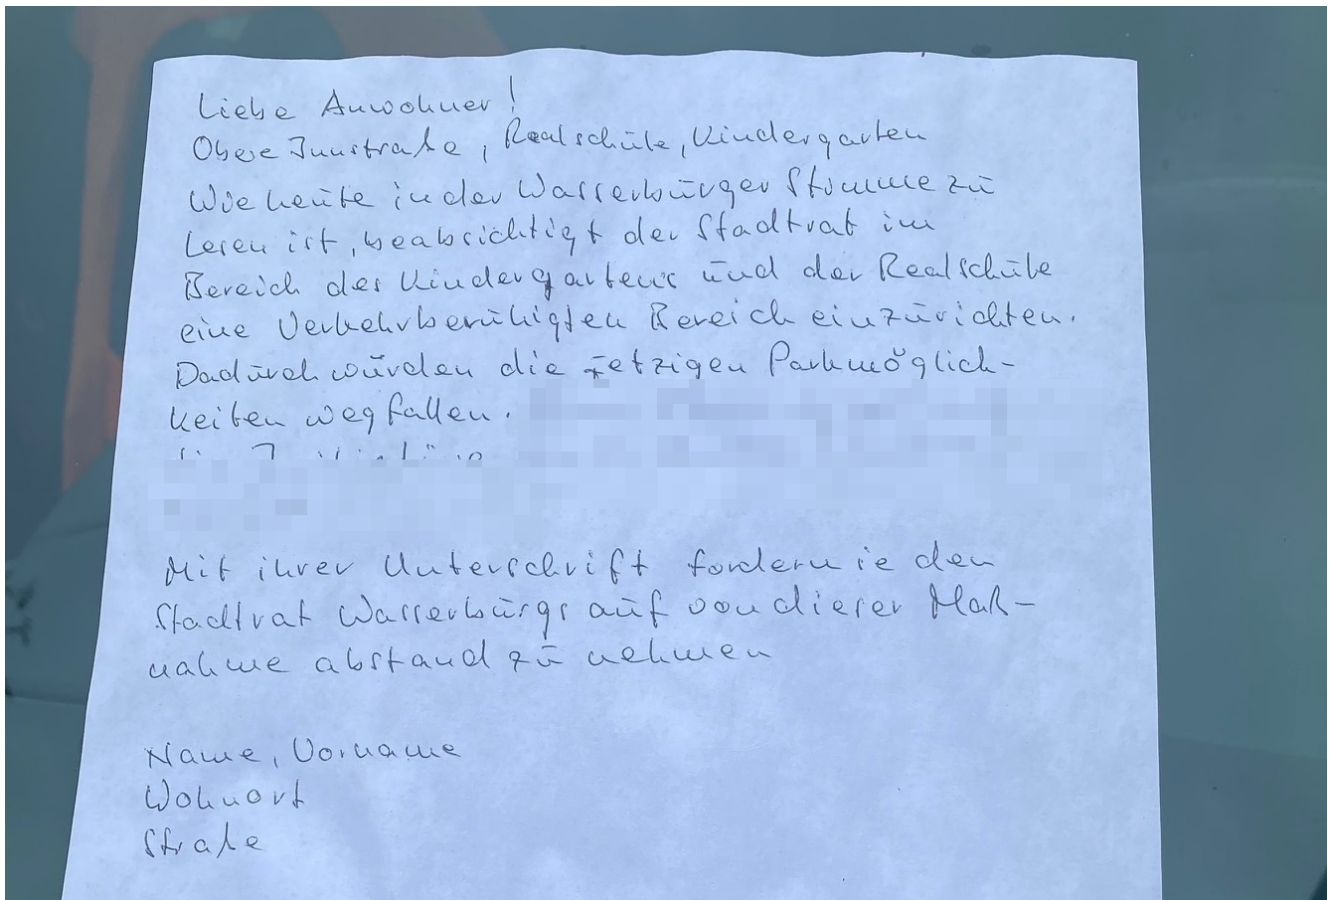 Liebe Anwohner!
Obere Innstraße, Realschule, Kindergarten
Wie heute in der Wasserburger Stimme zu
Lesen ist, beabsichtigt der Stadtrat im
Bereich des Kindergartens und der Realschule
eine Verkehrberuhigten Bereich einzurichten.
Dadurch würden die jetzigen Parkmöglich-
keiten wegfallen.
Mit ihrer Unterschrift fordern ie den
Stadtrat Wasserburgs auf von dieser Maß-
nahme abstand zu nehmen
Name, Vorname
Wohnort
Straße